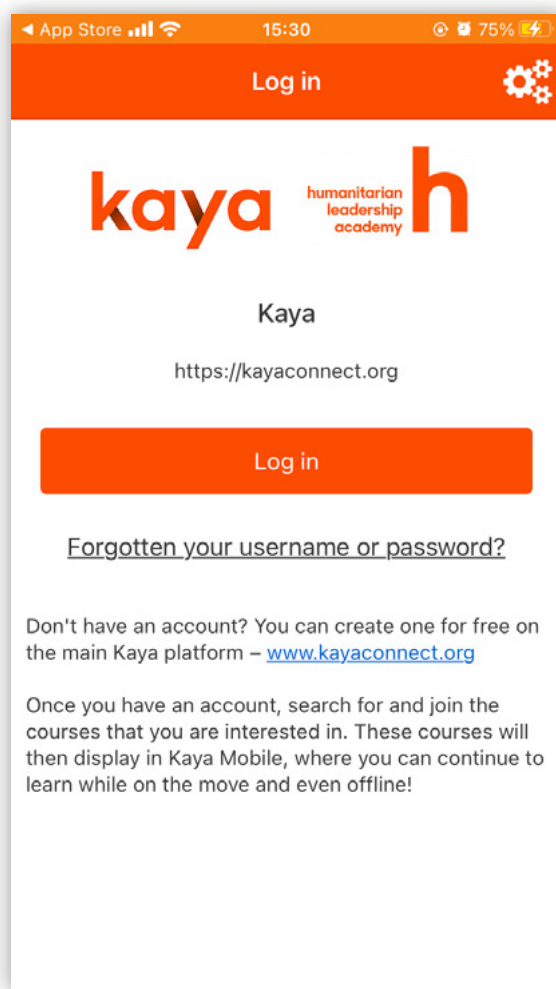 App Store 15:30 75%
Log in
kaya humanitarian
leadership
academy h
Kaya
https://kayaconnect.org
Log in
Forgotten your username or password?
Don't have an account? You can create one for free on
the main Kaya platform – www.kayaconnect.org
Once you have an account, search for and join the
courses that you are interested in. These courses will
then display in Kaya Mobile, where you can continue to
learn while on the move and even offline!